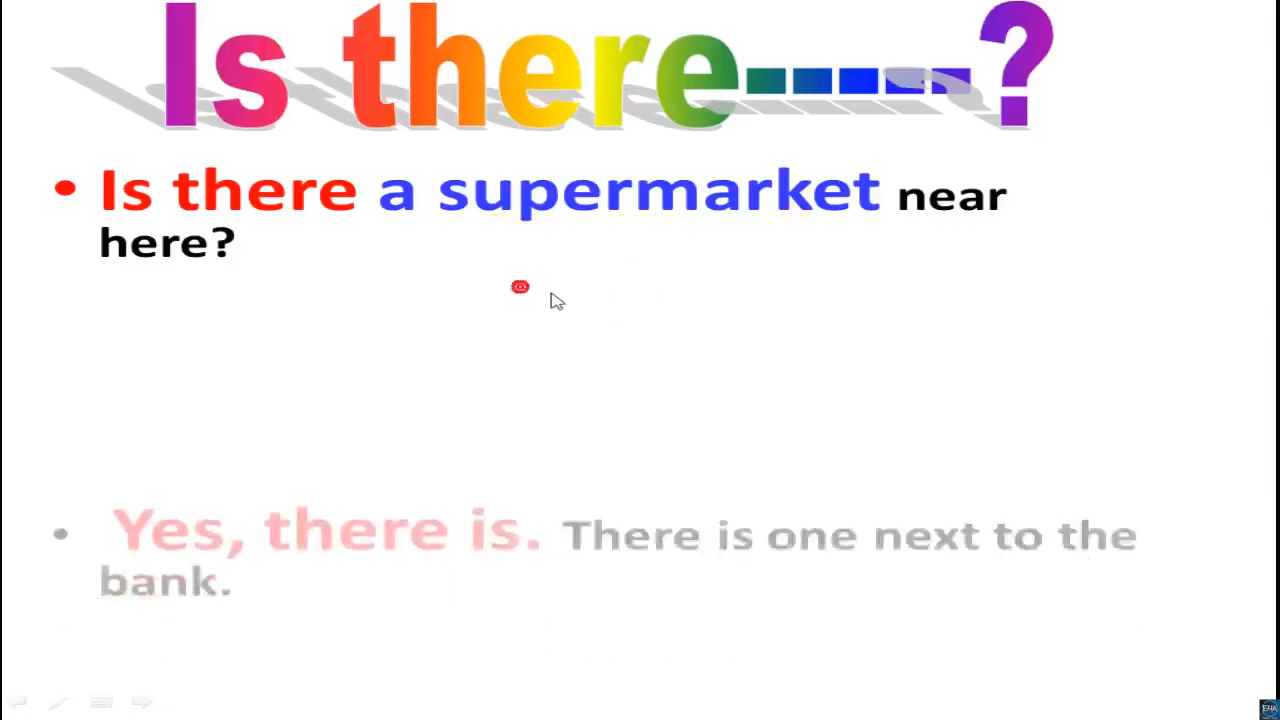 Is there-----?
• Is there a supermarket near
here?
• Yes, there is. There is one next to the
bank.